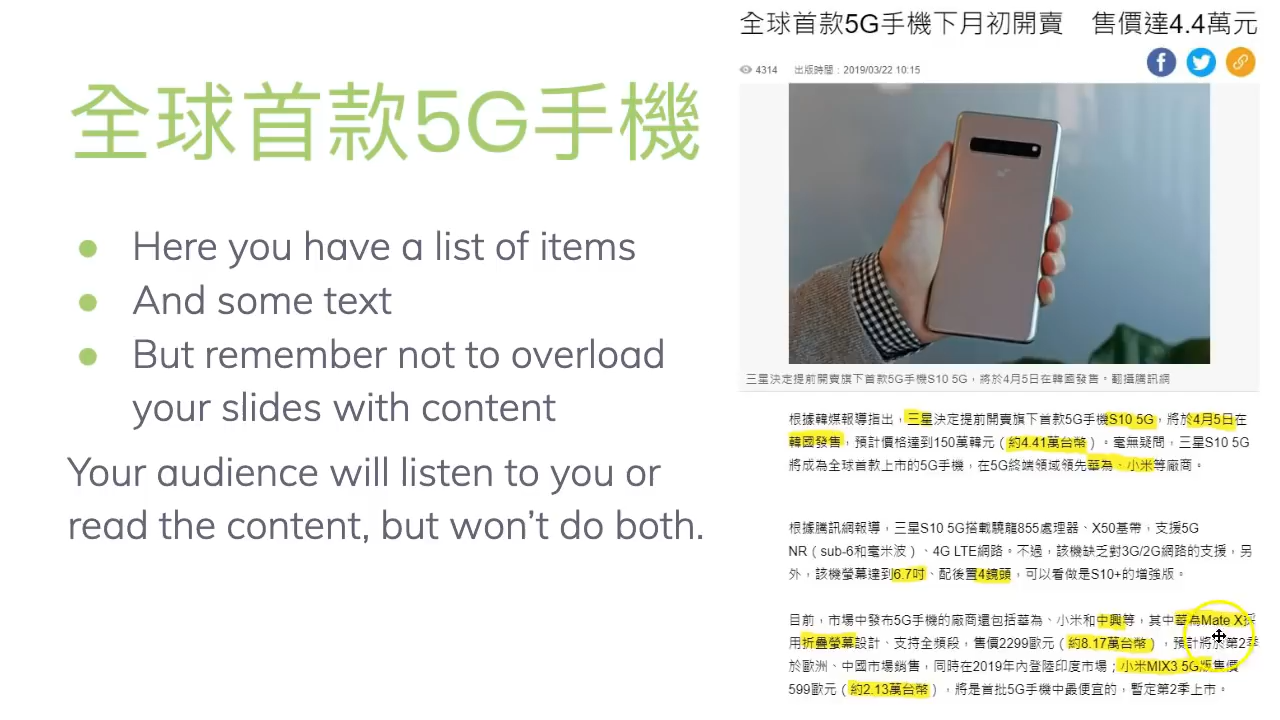 全球首款5G手機
Here you have a list of items
And some text
But remember not to overload
your slides with content
Your audience will listen to you or
read the content, but won't do both.
全球首款5G手機下月初開賣 售價達4.4萬元
4314 出版時間：2019/03/22 10:15
三星決定提前開賣旗下首款5G手機S10 5G，將於4月5日在韓國發售。翻攝騰訊網
根據韓媒報導指出，三星決定提前開賣旗下首款5G手機S10 5G，將於4月5日在
韓國發售，預計價格達到150萬韓元（約4.41萬台幣）。毫無疑問，三星S10 5G
將成為全球首款上市的5G手機，在5G終端領域領先華為、小米等廠商。
根據騰訊網報導，三星S10 5G搭載驍龍855處理器、X50基帶，支援5G
NR（sub-6和毫米波）、4G LTE網路。不過，該機缺乏對3G/2G網路的支援，另
外，該機螢幕達到6.7吋、配後置4鏡頭，可以看做是S10+的增強版。
目前，市場中發布5G手機的廠商還包括華為、小米和中興等，其中華為Mate X採
用折疊螢幕設計、支持全頻段，售價2299歐元（約8.17萬台幣），預計將於第2季
於歐洲、中國市場銷售，同時在2019年內登陸印度市場；小米MIX3 5G版售價
599歐元（約2.13萬台幣），將是首批5G手機中最便宜的，暫定第2季上市。